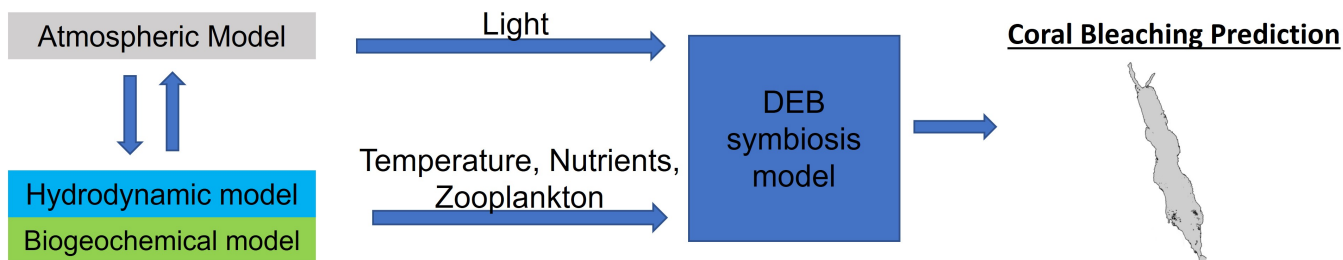 Atmospheric Model
Light
Coral Bleaching Prediction
DEB
symbiosis
model
Temperature, Nutrients,
Zooplankton
Hydrodynamic model
Biogeochemical model